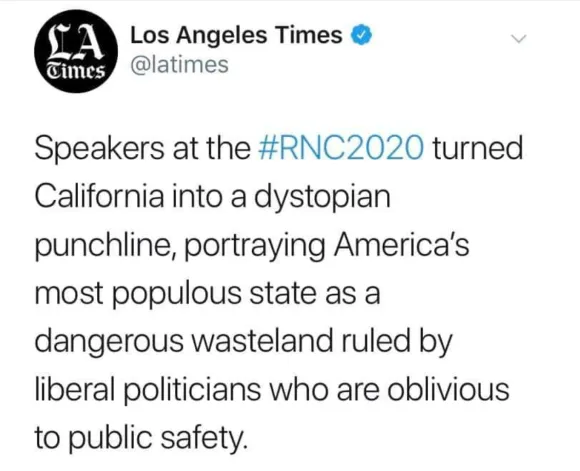 LA
Times
Los Angeles Times
@latimes
Speakers at the #RNC2020 turned
California into a dystopian
punchline, portraying America's
most populous state as a
dangerous wasteland ruled by
liberal politicians who are oblivious
to public safety.